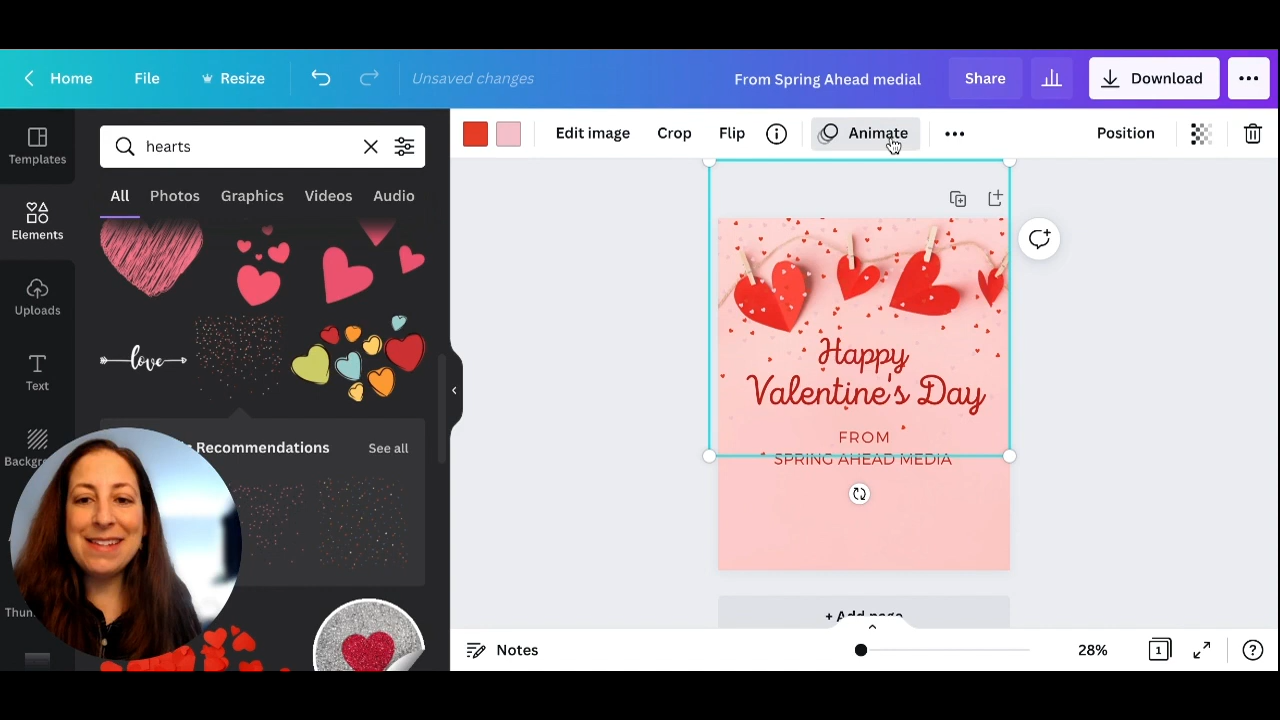 Home
File
Resize
Unsaved changes
From Spring Ahead medial
Share
Download
Templates
Elements
Uploads
Text
hearts
All
Photos
Graphics
Videos
Audio
love
Recommendations
See all
Edit image
Crop
Flip
Animate
Position
Happy
Valentine's Day
FROM
SPRING AHEAD MEDIA
+ Add page
Notes
28%
1